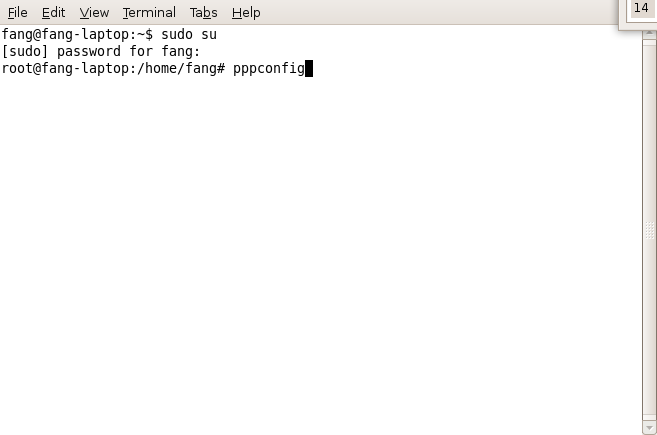 File Edit View Terminal Tabs Help
14
fang@fang-laptop:~$ sudo su
[sudo] password for fang:
root@fang-laptop:/home/fang# pppconfig